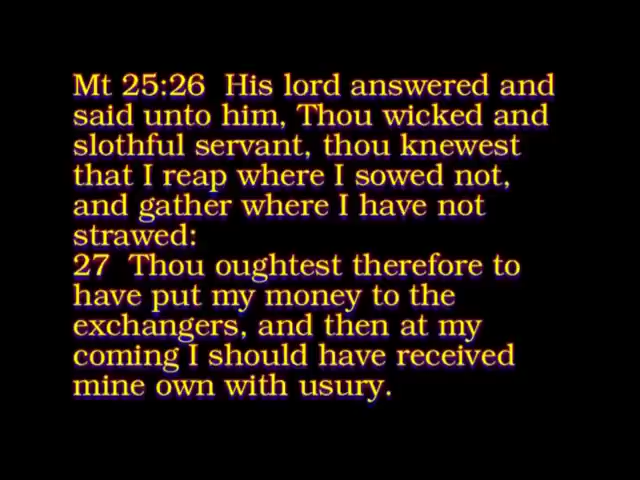 Mt 25:26  His lord answered and
said unto him, Thou wicked and
slothful servant, thou knewest
that I reap where I sowed not,
and gather where I have not
strawed:
27  Thou oughtest therefore to
have put my money to the
exchangers, and then at my
coming I should have received
mine own with usury.